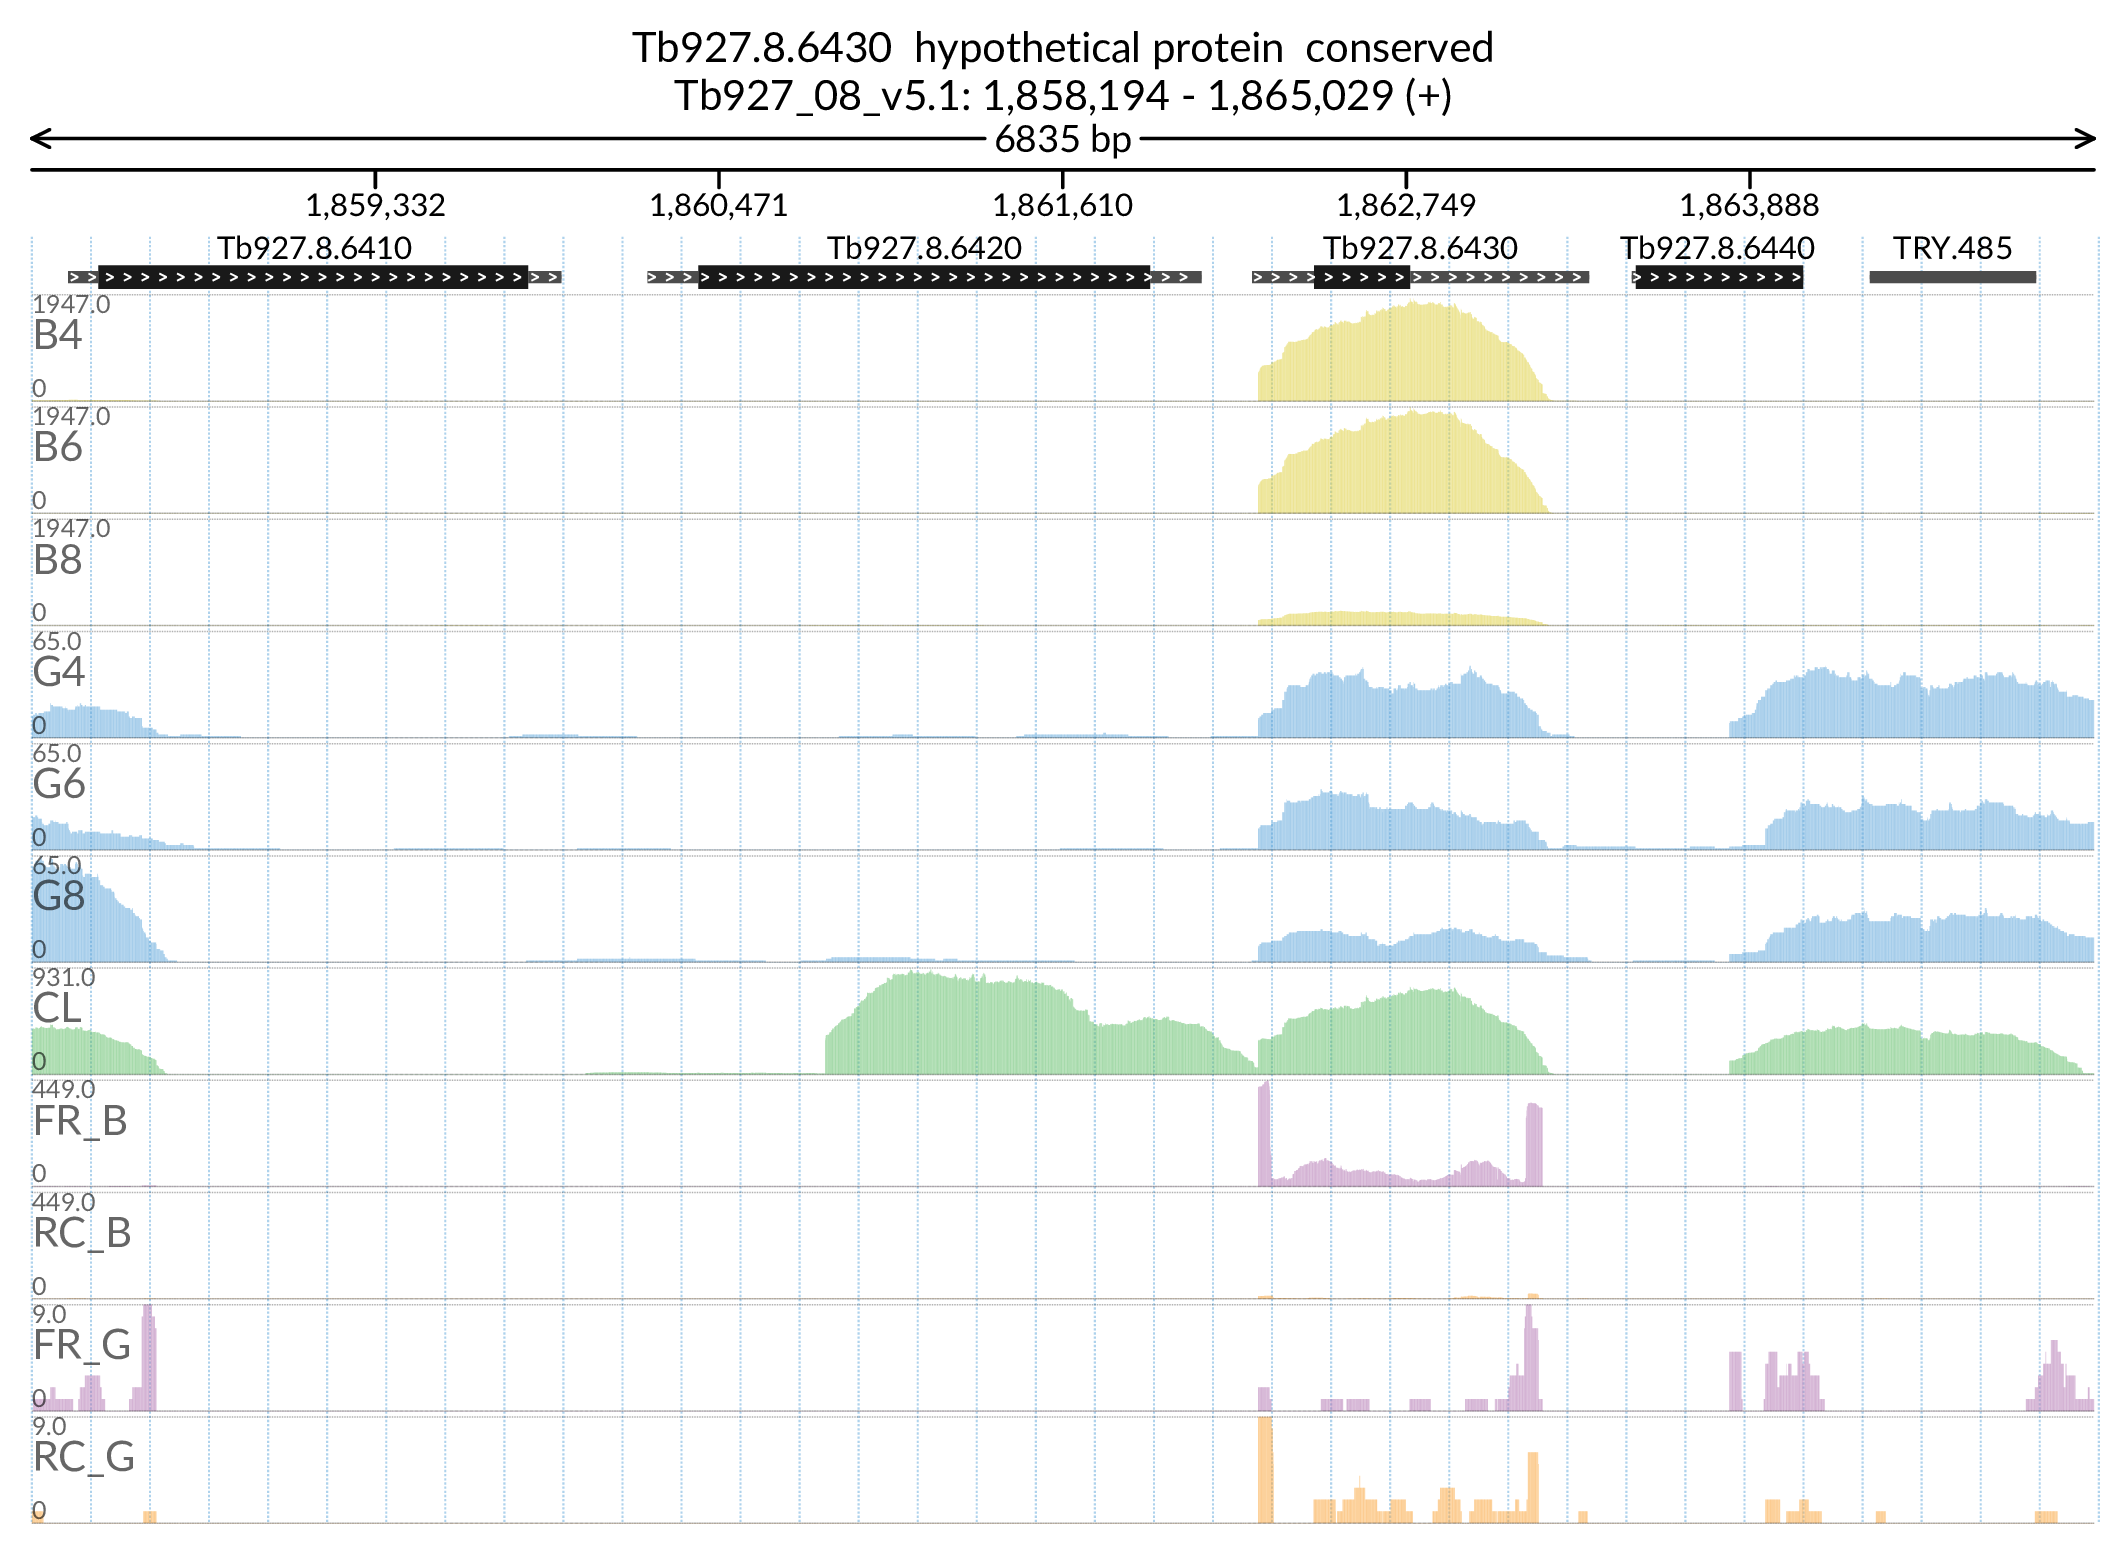 Tb927.8.6430  hypothetical protein  conserved
Tb927_08_v5.1: 1,858,194 - 1,865,029 (+)
6835 bp
1,859,332 1,860,471 1,861,610 1,862,749 1,863,888
Tb927.8.6410 Tb927.8.6420 Tb927.8.6430 Tb927.8.6440 TRY.485
1947.0
B4
0
1947.0
B6
0
1947.0
B8
0
65.0
G4
0
65.0
G6
0
65.0
G8
0
931.0
CL
0
449.0
FR_B
0
449.0
RC_B
0
9.0
FR_G
0
9.0
RC_G
0